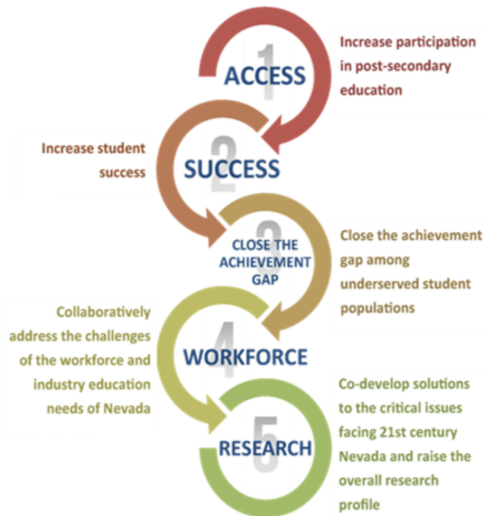 1
ACCESS
Increase participation
in post-secondary
education
2
SUCCESS
Increase student
success
3
CLOSE THE
ACHIEVEMENT
GAP
Close the achievement
gap among
underserved student
populations
4
WORKFORCE
Collaboratively
address the challenges
of the workforce and
industry education
needs of Nevada
5
RESEARCH
Co-develop solutions
to the critical issues
facing 21st century
Nevada and raise the
overall research
profile